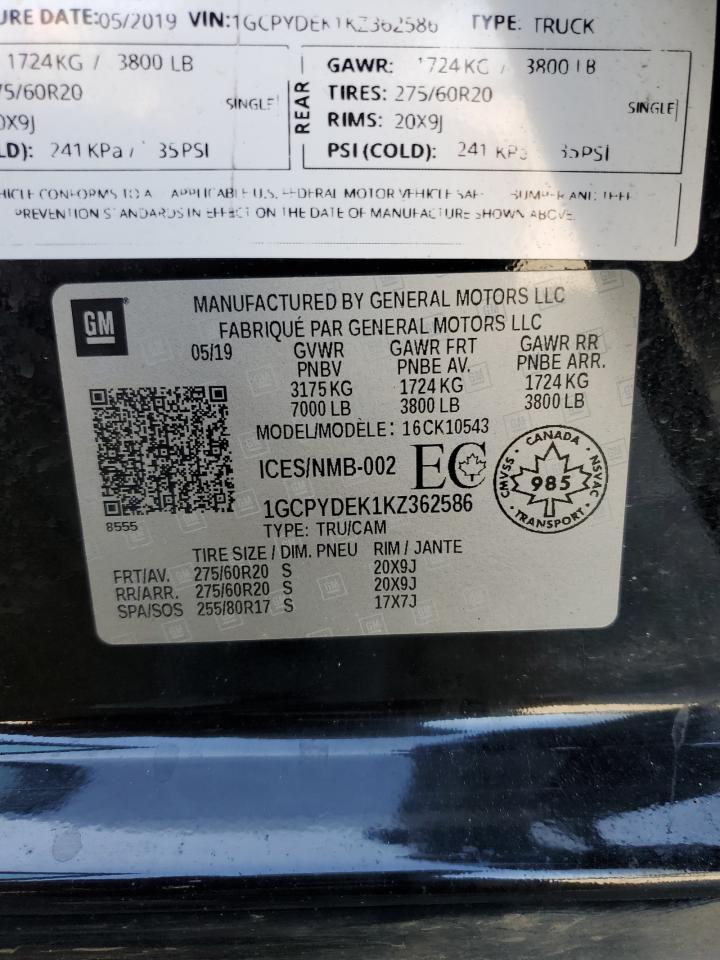 URE DATE:05/2019 VIN:1GCPYDEK1KZ362586 TYPE: TRUCK
1724KG / 3800 LB
75/60R20
SINGLE
0X9J
LD): 241 KPa / 35PSI
REAR
GAWR: 1724KG / 3800 LB
TIRES: 275/60R20
SINGLE
RIMS: 20X9J
PSI(COLD): 241 KPa 35PSI
HICLE CONFORMS TO APPLICABLE U.S. FEDERAL MOTOR VEHICLE BUMPER AND THEFT
PREVENTION STANDARDS IN EFFECT ON THE DATE OF MANUFACTURE SHOWN ABOVE.
GM
MANUFACTURED BY GENERAL MOTORS LLC
FABRIQUÉ PAR GENERAL MOTORS LLC
05/19 GVWR GAWR FRT GAWR RR
PNBV PNBE AV. PNBE ARR.
3175 KG 1724 KG 1724 KG
7000 LB 3800 LB 3800 LB
MODEL/MODÈLE: 16CK10543
ICES/NMB-002 EC
CANADA
CMVSS 985 NSVAC
TRANSPORT
1GCPYDEK1KZ362586
8555
TYPE: TRU/CAM
TIRE SIZE / DIM. PNEU RIM / JANTE
FRT/AV. 275/60R20 S 20X9J
RR/ARR. 275/60R20 S 20X9J
SPA/SOS 255/80R17 S 17X7J